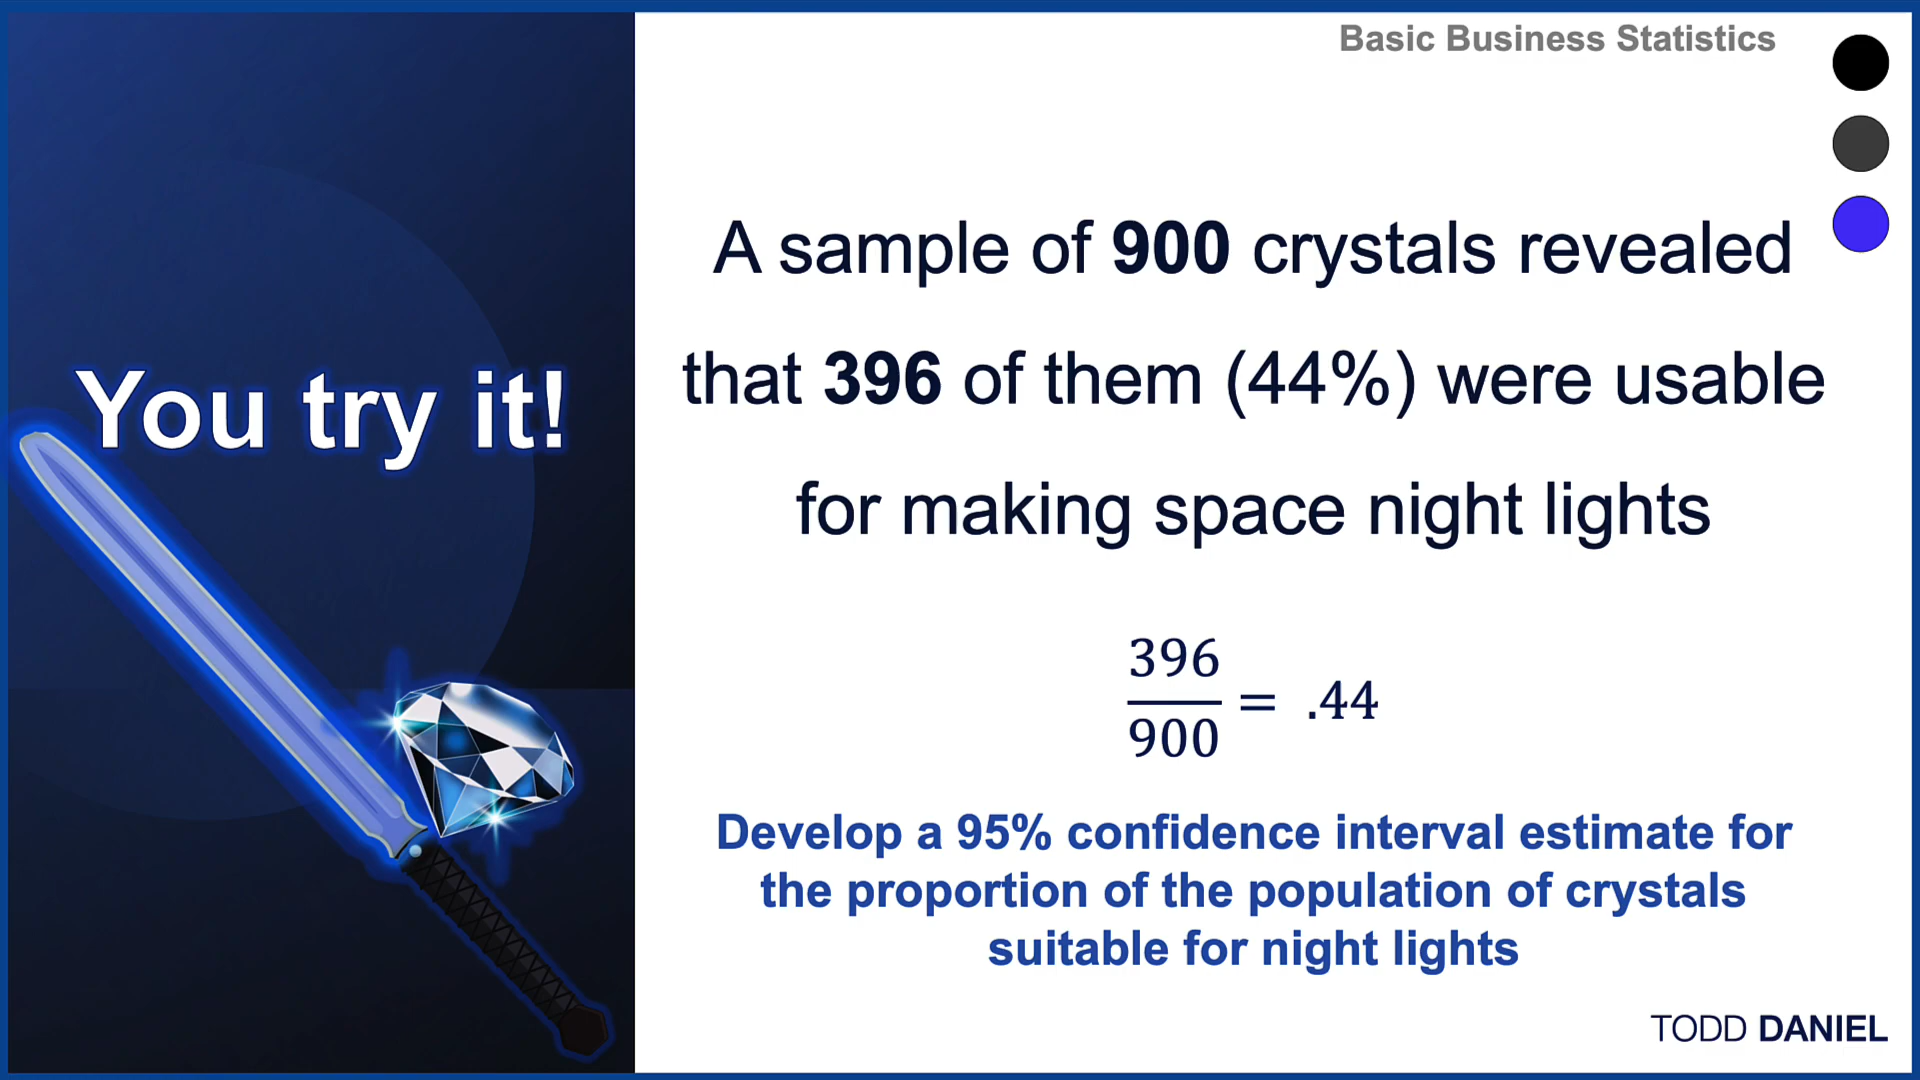 Basic Business Statistics
You try it!
A sample of 900 crystals revealed
that 396 of them (44%) were usable
for making space night lights
396
900
= .44
Develop a 95% confidence interval estimate for
the proportion of the population of crystals
suitable for night lights
TODD DANIEL